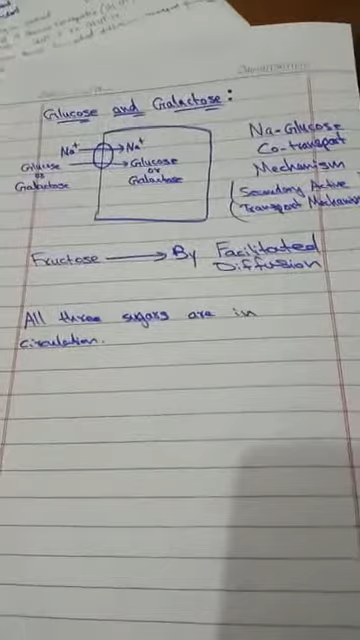 Glucose and Galactose:
Na+ → Na+
Glucose or Galactose → Glucose or Galactose
Na-Glucose
Co-transport
Mechanism
(Secondary Active
Transport Mechanism
Fructose → By Facilitated
Diffusion
All three sugars are in
circulation.